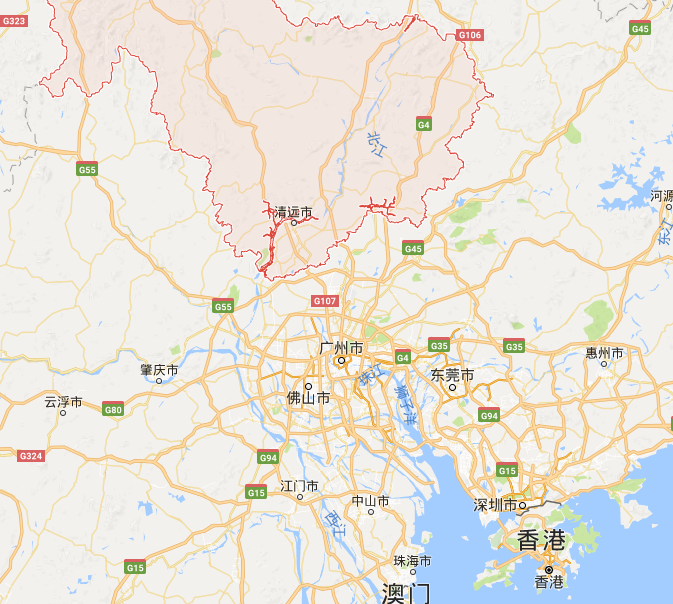 G323
G106
G45
G4
北江
G55
清远市
河源
东江
G45
G55
G107
广州市
G4
G35
G35
惠州市
肇庆市
珠江
东莞市
云浮市
G80
佛山市
狮子洋
G94
G324
G94
G15
G15
江门市
中山市
深圳市
西江
香港
珠海市
G15
香港
澳门